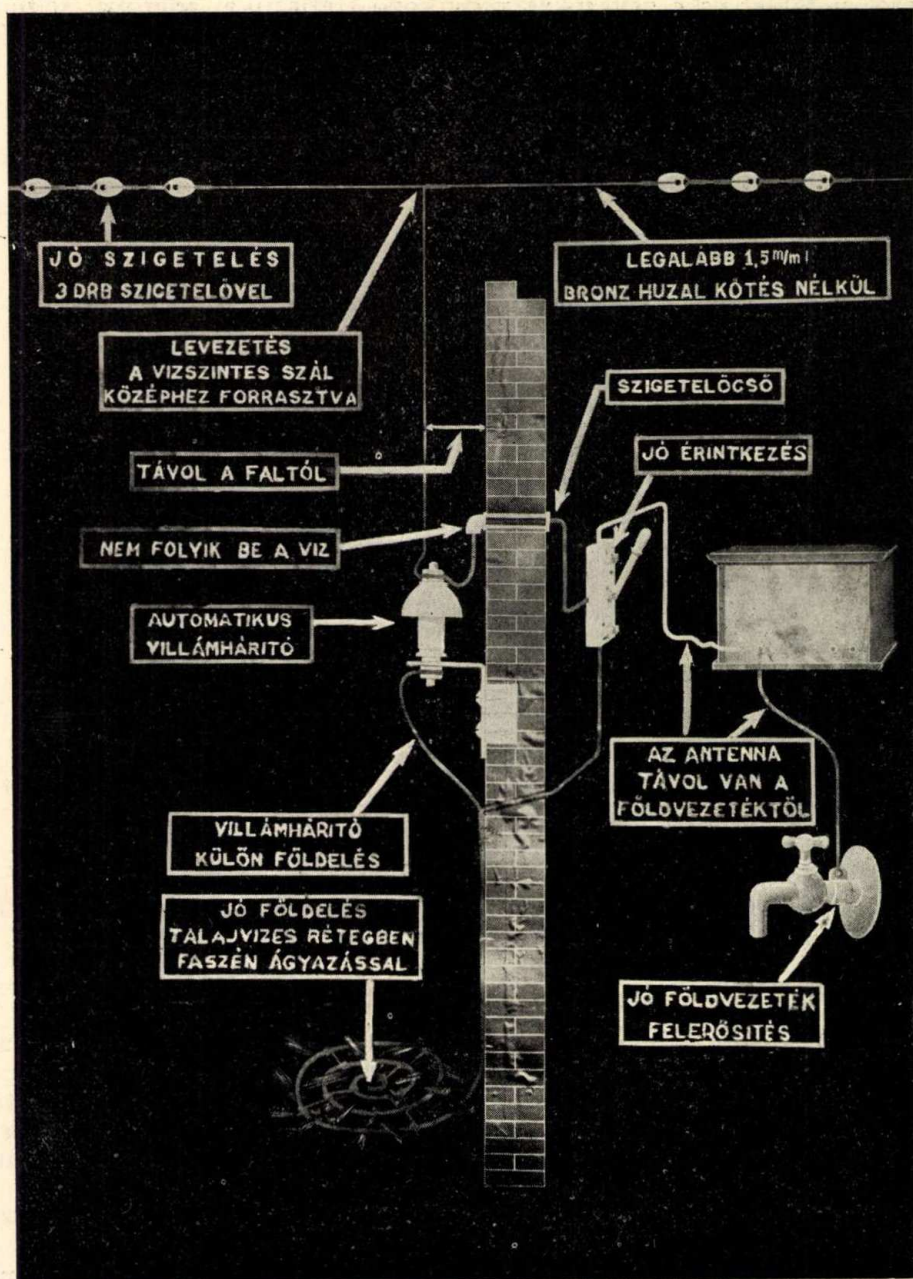 JÓ SZIGETELÉS
3 DRB SZIGETELŐVEL
LEGALÁBB 1,5 m/m
BRONZ HUZAL KÖTÉS NÉLKÜL
LEVEZETÉS
A VIZSZINTES SZÁL
KÖZÉPHEZ FORRASZTVA
SZIGETELŐCSŐ
TÁVOL A FALTÓL
JÓ ÉRINTKEZÉS
NEM FOLYIK BE A VIZ
AUTOMATIKUS
VILLÁMHÁRITÓ
AZ ANTENNA
TÁVOL VAN A
FÖLDVEZETÉKTŐL
VILLÁMHÁRITÓ
KÜLÖN FÖLDELÉS
JÓ FÖLDELÉS
TALAJVIZES RÉTEGBEN
FASZÉN ÁGYAZÁSSAL
JÓ FÖLDVEZETÉK
FELERŐSITÉS